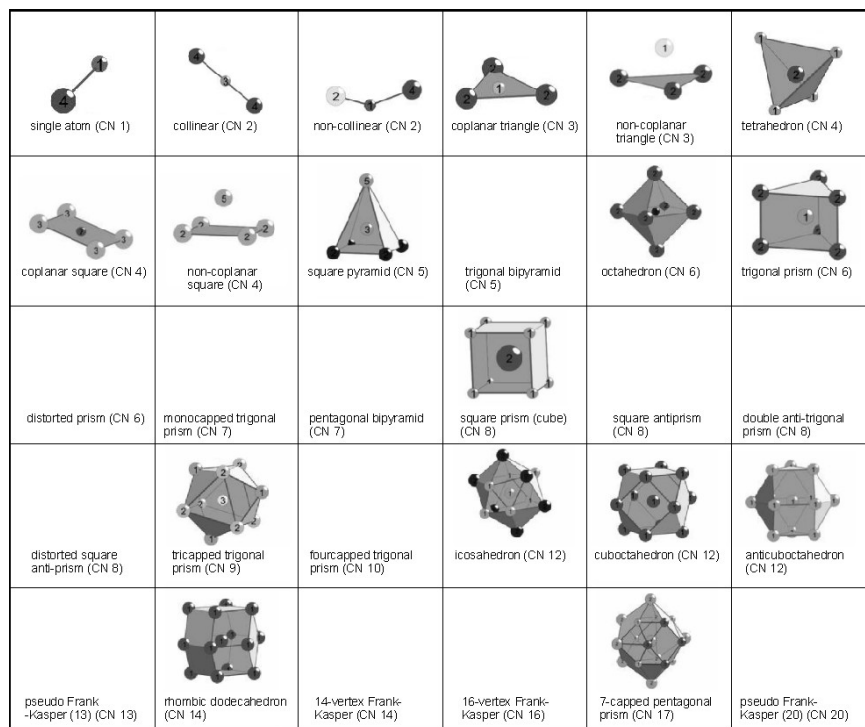 single atom (CN 1)
collinear (CN 2)
non-collinear (CN 2)
coplanar triangle (CN 3)
non-coplanar
triangle (CN 3)
tetrahedron (CN 4)
coplanar square (CN 4)
non-coplanar
square (CN 4)
square pyramid (CN 5)
trigonal bipyramid
(CN 5)
octahedron (CN 6)
trigonal prism (CN 6)
distorted prism (CN 6)
monocapped trigonal
prism (CN 7)
pentagonal bipyramid
(CN 7)
square prism (cube)
(CN 8)
square antiprism
(CN 8)
double anti-trigonal
prism (CN 8)
distorted square
anti-prism (CN 8)
tricapped trigonal
prism (CN 9)
fourcapped trigonal
prism (CN 10)
icosahedron (CN 12)
cuboctahedron (CN 12)
anticuboctahedron
(CN 12)
pseudo Frank
-Kasper (13) (CN 13)
rhombic dodecahedron
(CN 14)
14-vertex Frank-
Kasper (CN 14)
16-vertex Frank-
Kasper (CN 16)
7-capped pentagonal
prism (CN 17)
pseudo Frank-
Kasper (20) (CN 20)